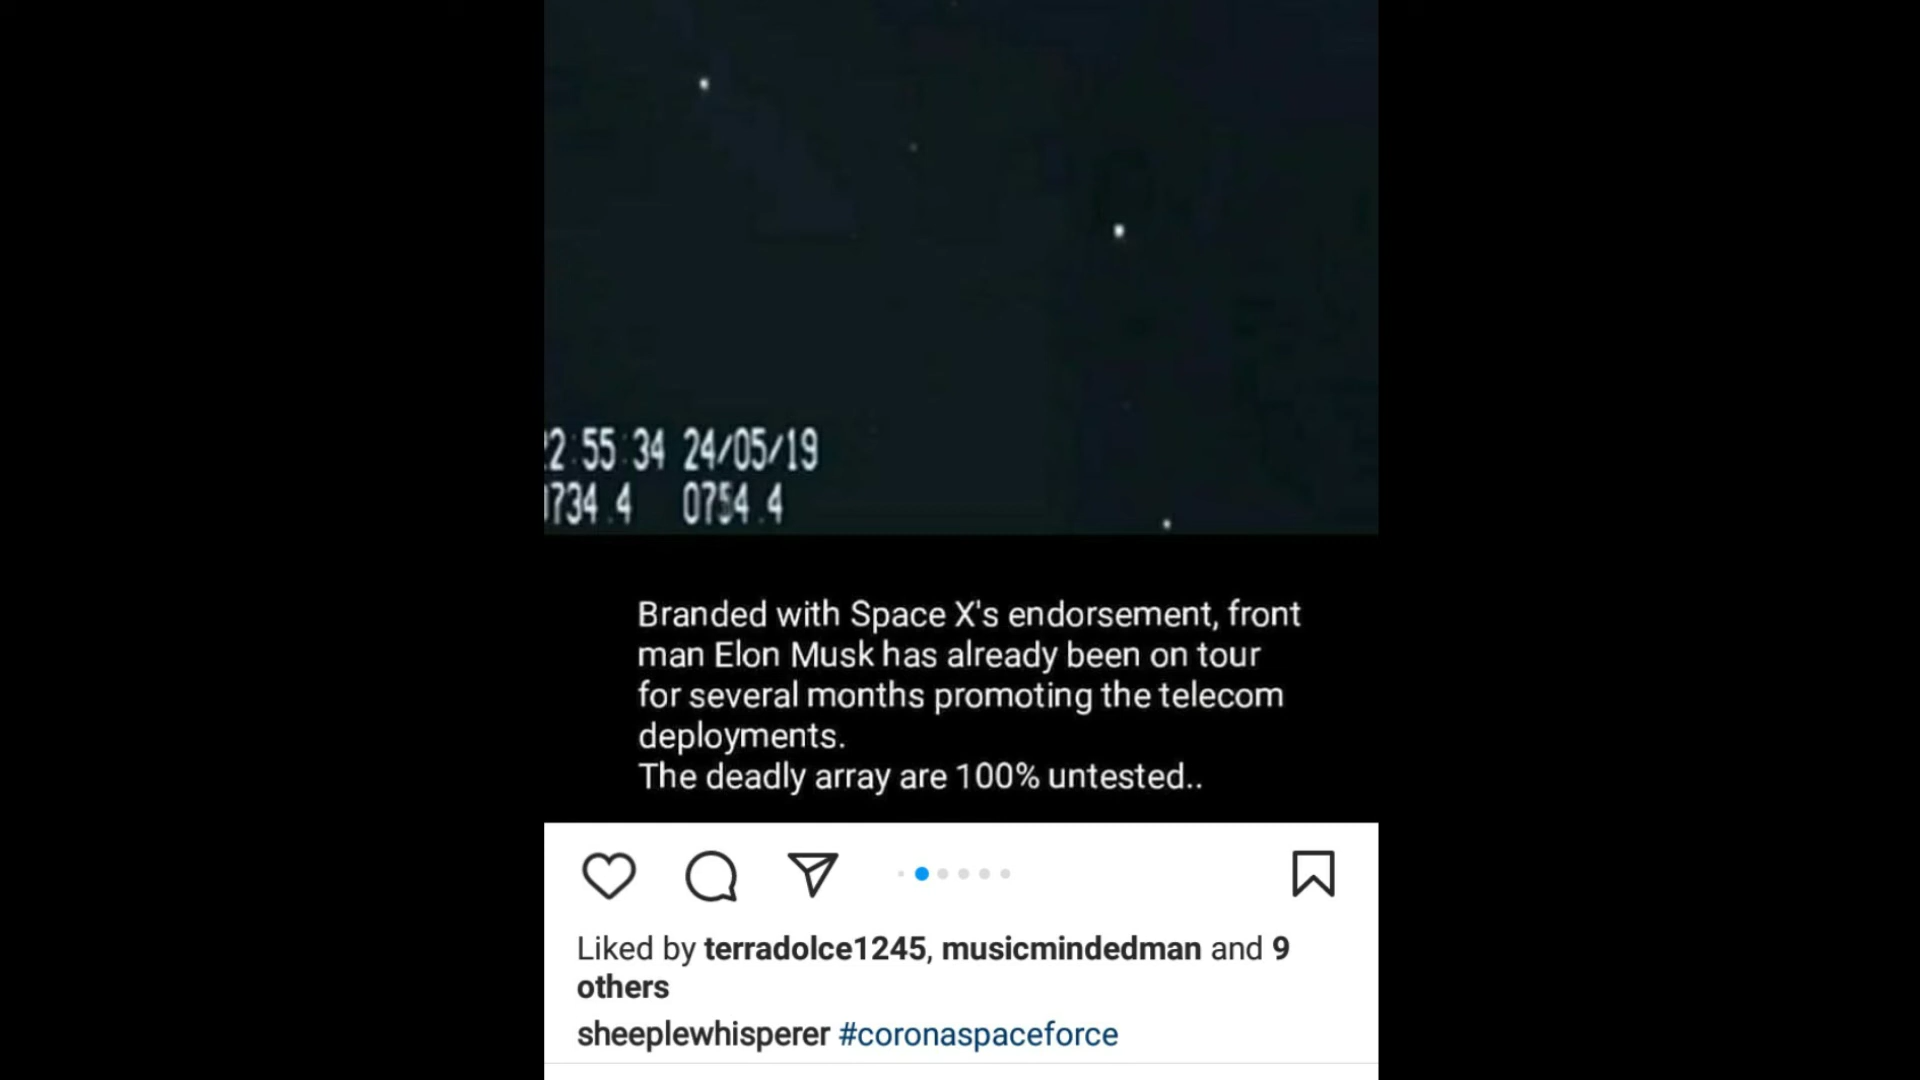 2:55:34 24/05/19
734.4 0754.4
Branded with Space X's endorsement, front
man Elon Musk has already been on tour
for several months promoting the telecom
deployments.
The deadly array are 100% untested..
Liked by terradolce1245, musicmindedman and 9
others
sheeplewhisperer #coronaspaceforce